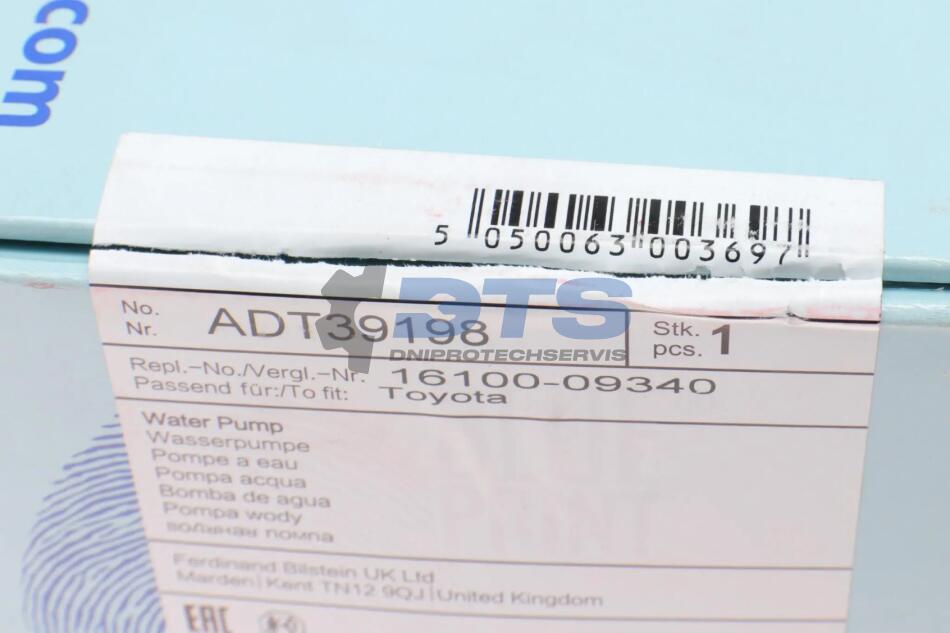 com
5 050063 003697
No.
Nr.
ADT39198
Stk.
pcs.
1
DTS
DNIPROTECHSERVIS
Repl.-No./Vergl.-Nr. 16100-09340
Passend für:/To fit: Toyota
Water Pump
Wasserpumpe
Pompe a eau
Pompa acqua
Bomba de agua
Pompa wody
водяная помпа
BLUE
PRINT
Ferdinand Bilstein UK Ltd
Marden|Kent TN12 9QJ|United Kingdom
EAC